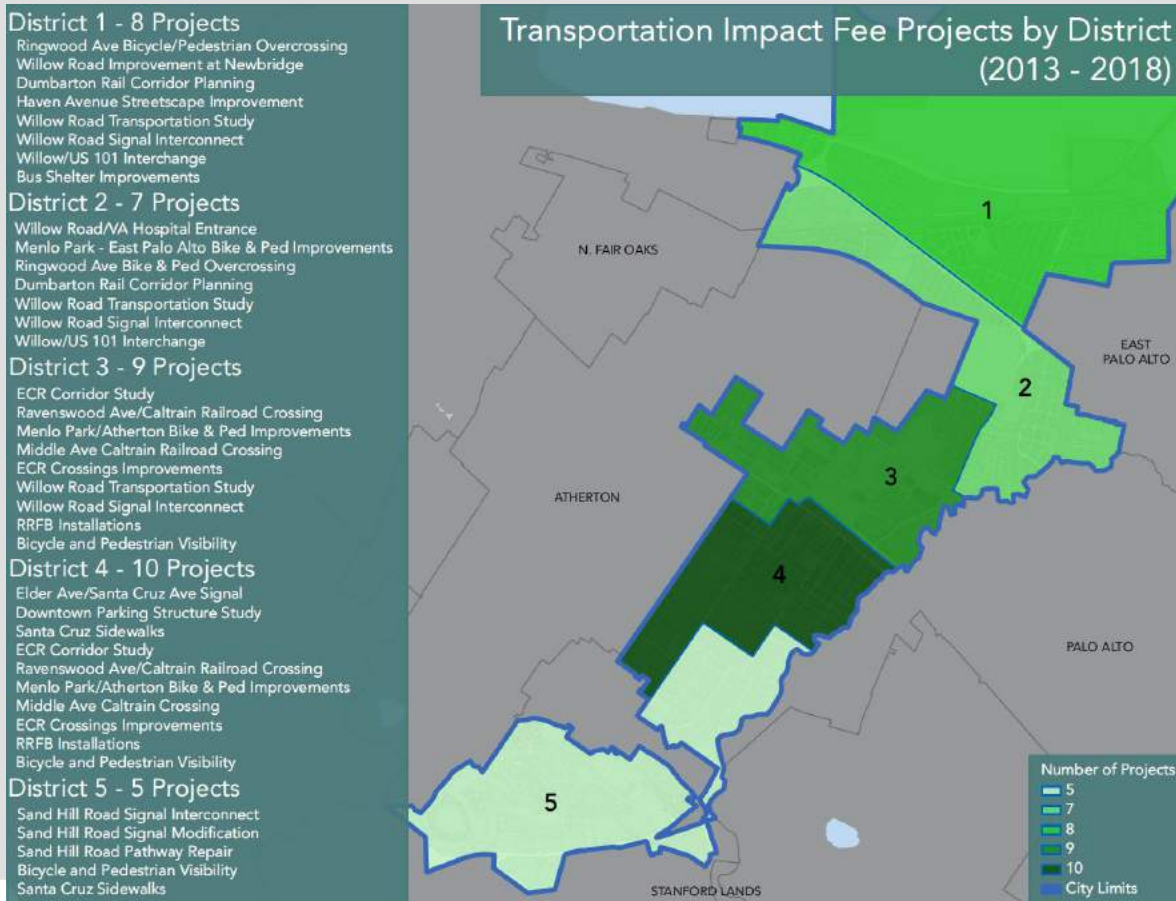 Transportation Impact Fee Projects by District
(2013 - 2018)
District 1 - 8 Projects
Ringwood Ave Bicycle/Pedestrian Overcrossing
Willow Road Improvement at Newbridge
Dumbarton Rail Corridor Planning
Haven Avenue Streetscape Improvement
Willow Road Transportation Study
Willow Road Signal Interconnect
Willow/US 101 Interchange
Bus Shelter Improvements
District 2 - 7 Projects
Willow Road/VA Hospital Entrance
Menlo Park - East Palo Alto Bike & Ped Improvements
Ringwood Ave Bike & Ped Overcrossing
Dumbarton Rail Corridor Planning
Willow Road Transportation Study
Willow Road Signal Interconnect
Willow/US 101 Interchange
District 3 - 9 Projects
ECR Corridor Study
Ravenswood Ave/Caltrain Railroad Crossing
Menlo Park/Atherton Bike & Ped Improvements
Middle Ave Caltrain Railroad Crossing
ECR Crossings Improvements
Willow Road Transportation Study
Willow Road Signal Interconnect
RRFB Installations
Bicycle and Pedestrian Visibility
District 4 - 10 Projects
Elder Ave/Santa Cruz Ave Signal
Downtown Parking Structure Study
Santa Cruz Sidewalks
ECR Corridor Study
Ravenswood Ave/Caltrain Railroad Crossing
Menlo Park/Atherton Bike & Ped Improvements
Middle Ave Caltrain Crossing
ECR Crossings Improvements
RRFB Installations
Bicycle and Pedestrian Visibility
District 5 - 5 Projects
Sand Hill Road Signal Interconnect
Sand Hill Road Signal Modification
Sand Hill Road Pathway Repair
Bicycle and Pedestrian Visibility
Santa Cruz Sidewalks
1
N. FAIR OAKS
EAST
PALO ALTO
2
3
ATHERTON
4
PALO ALTO
5
STANFORD LANDS
Number of Projects
5
7
8
9
10
City Limits